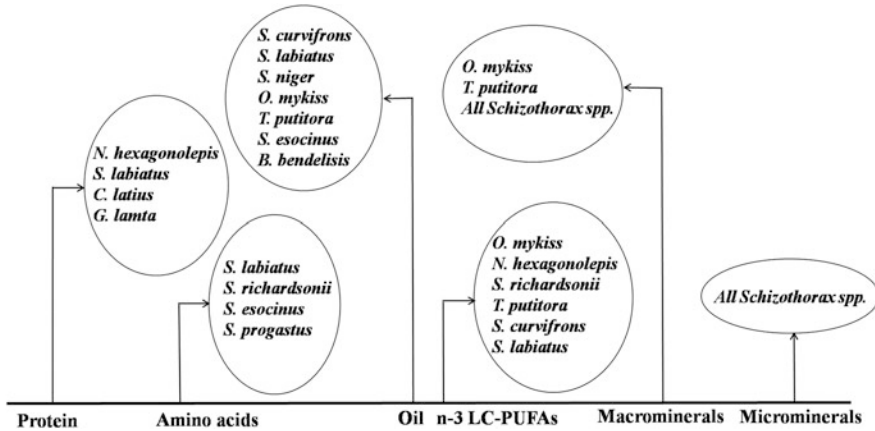 S. curvifrons
S. labiatus
S. niger
O. mykiss
T. putitora
S. esocinus
B. bendelisis
O. mykiss
T. putitora
All Schizothorax spp.
N. hexagonolepis
S. labiatus
C. latius
G. lamta
S. labiatus
S. richardsonii
S. esocinus
S. progastus
O. mykiss
N. hexagonolepis
S. richardsonii
T. putitora
S. curvifrons
S. labiatus
All Schizothorax spp.
Protein Amino acids Oil n-3 LC-PUFAs Macrominerals Microminerals